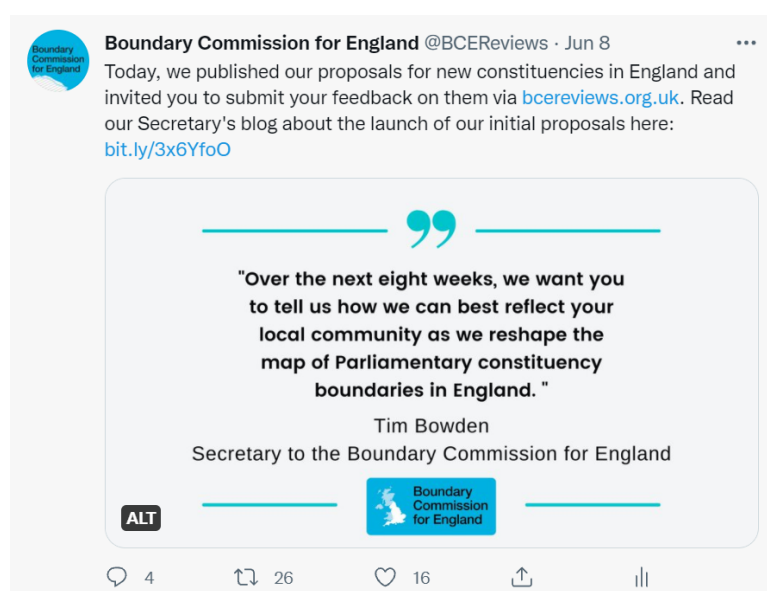 Boundary
Commission
for England
Boundary Commission for England @BCEReviews · Jun 8
Today, we published our proposals for new constituencies in England and
invited you to submit your feedback on them via bcereviews.org.uk. Read
our Secretary's blog about the launch of our initial proposals here:
bit.ly/3x6YfoO
"Over the next eight weeks, we want you
to tell us how we can best reflect your
local community as we reshape the
map of Parliamentary constituency
boundaries in England. "
Tim Bowden
Secretary to the Boundary Commission for England
Boundary
Commission
for England
ALT
4 26 16